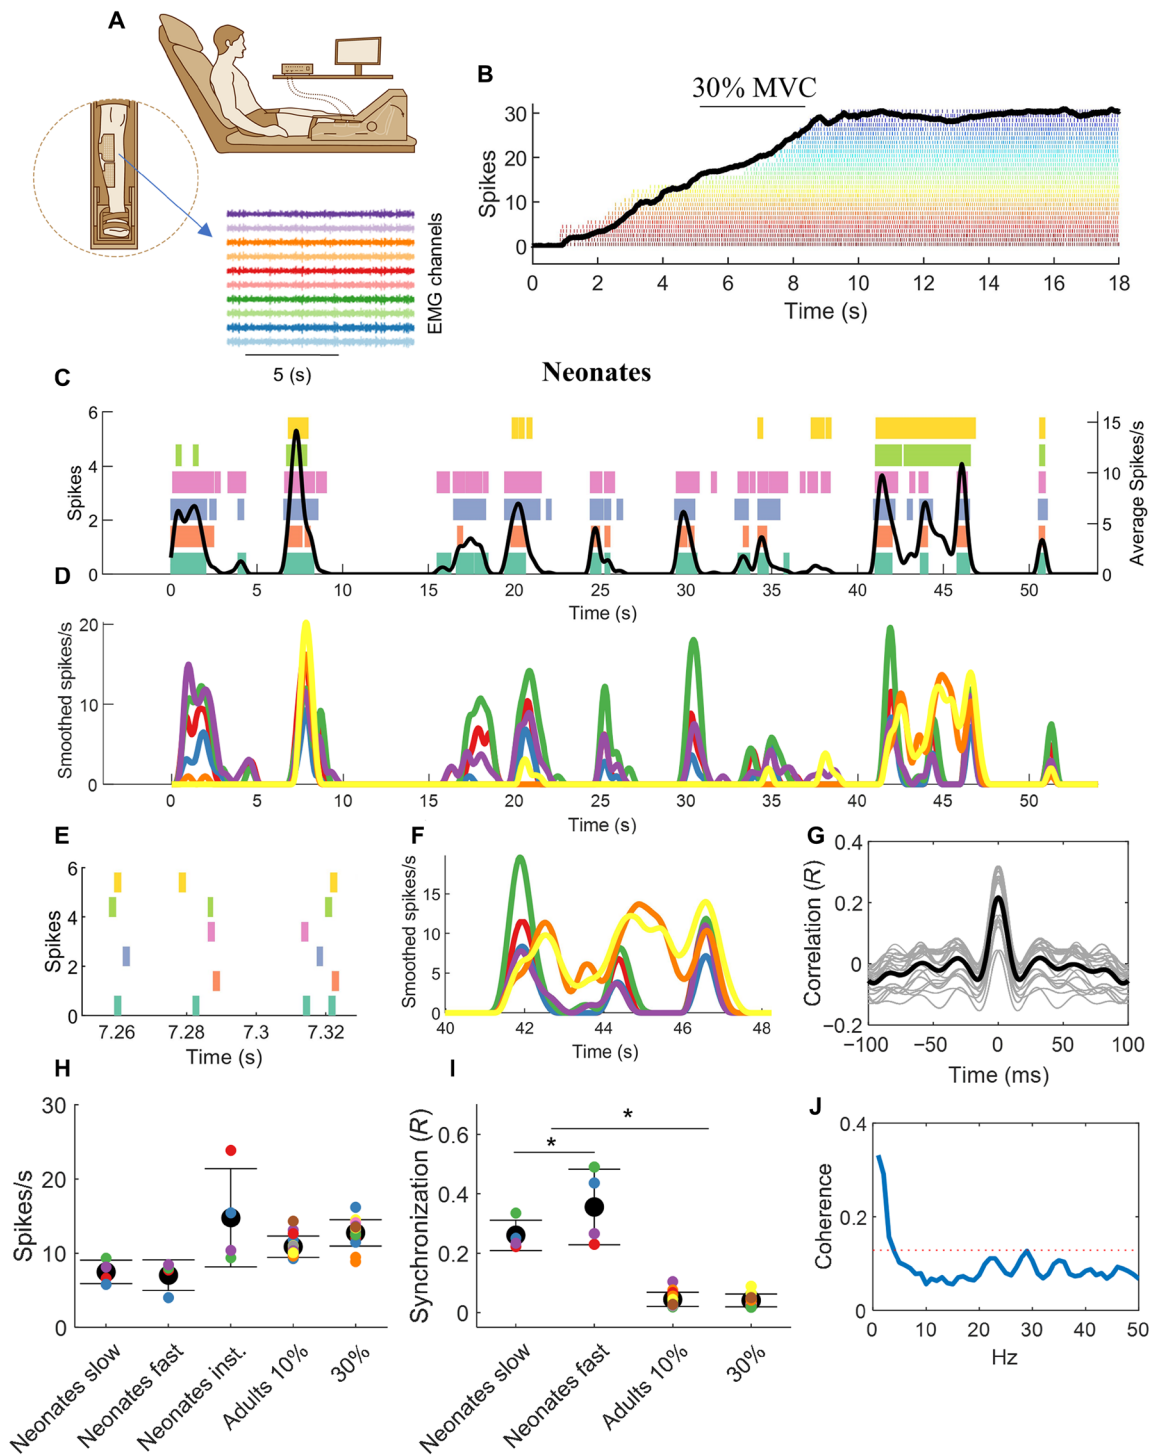 A
EMG channels
5 (s)
B
30% MVC
Spikes
30
20
10
0
0 2 4 6 8 10 12 14 16 18
Time (s)
Neonates
C
Spikes
6
4
2
0
0 5 10 15 20 25 30 35 40 45 50
Time (s)
15
10
5
0
Average Spikes/s
D
Smoothed spikes/s
20
10
0
0 5 10 15 20 25 30 35 40 45 50
Time (s)
E
Spikes
6
4
2
0
7.26 7.28 7.3 7.32
Time (s)
F
Smoothed spikes/s
15
10
5
0
40 42 44 46 48
Time (s)
G
Correlation (R)
0.4
0.2
0
−0.2
−100 −50 0 50 100
Time (ms)
H
Spikes/s
30
20
10
0
Neonates slow
Neonates fast
Neonates inst.
Adults 10%
30%
I
Synchronization (R)
0.6
0.4
0.2
0
*
*
Neonates slow
Neonates fast
Adults 10%
30%
J
Coherence
0.4
0.2
0
0 10 20 30 40 50
Hz